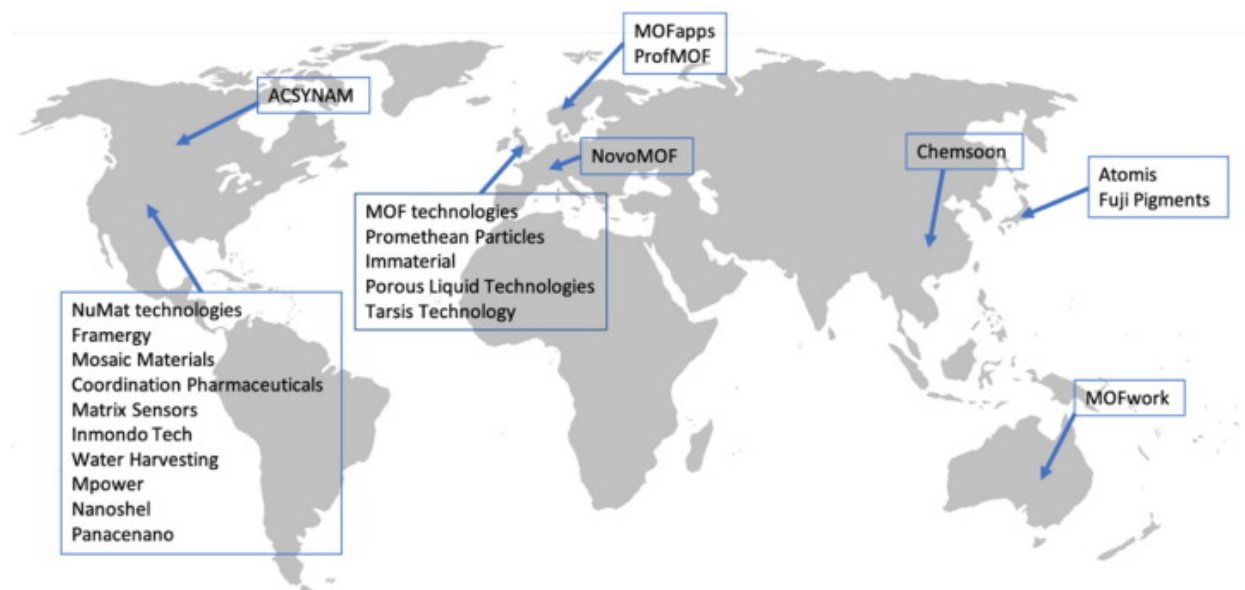 MOFapps
ProfMOF
ACSYNAM
NovoMOF
Chemsoon
Atomis
Fuji Pigments
MOF technologies
Promethean Particles
Immaterial
Porous Liquid Technologies
Tarsis Technology
NuMat technologies
Framergy
Mosaic Materials
Coordination Pharmaceuticals
Matrix Sensors
Inmondo Tech
Water Harvesting
Mpower
Nanoshel
Panacenano
MOFwork